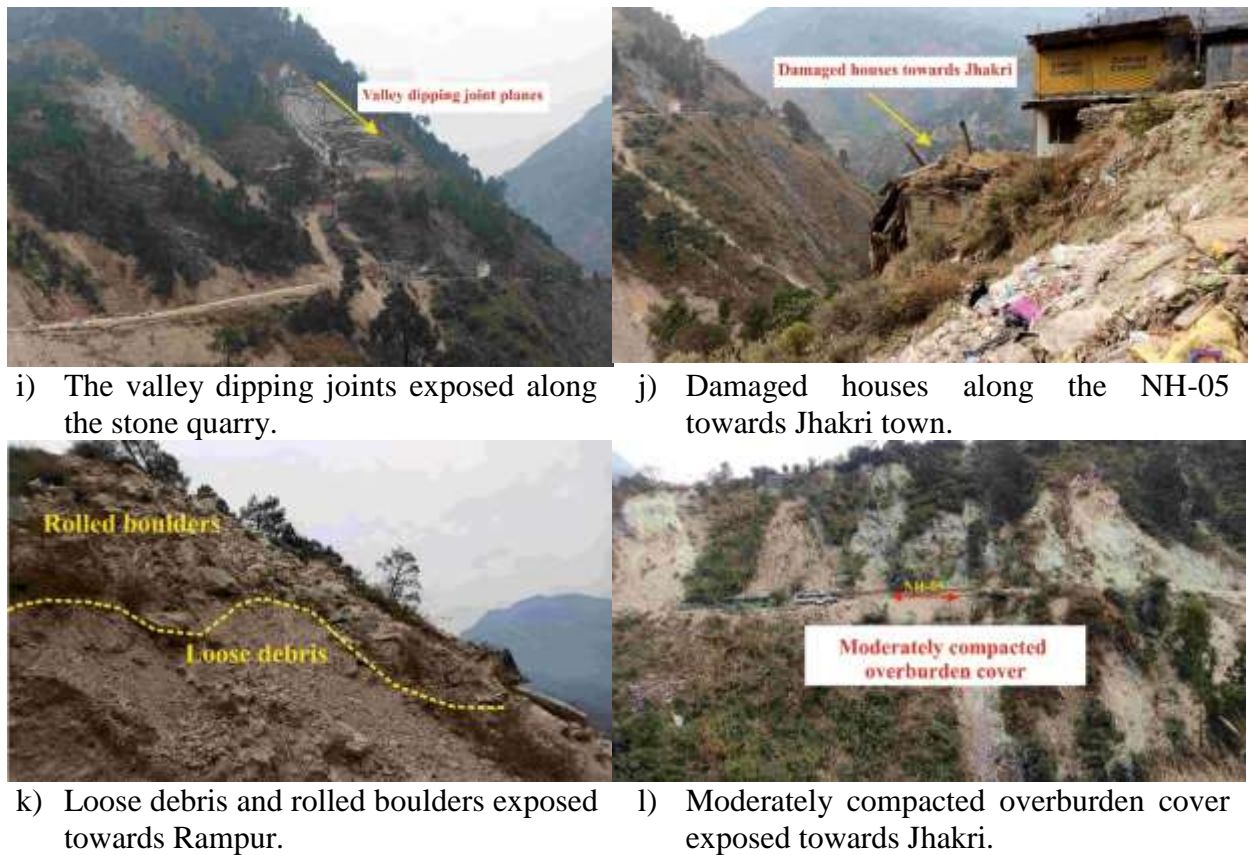 Valley dipping joint planes
Damaged houses towards Jhakri
i) The valley dipping joints exposed along
the stone quarry.
j) Damaged houses along the NH-05
towards Jhakri town.
Rolled boulders
Loose debris
NH-05
Moderately compacted
overburden cover
k) Loose debris and rolled boulders exposed
towards Rampur.
l) Moderately compacted overburden cover
exposed towards Jhakri.